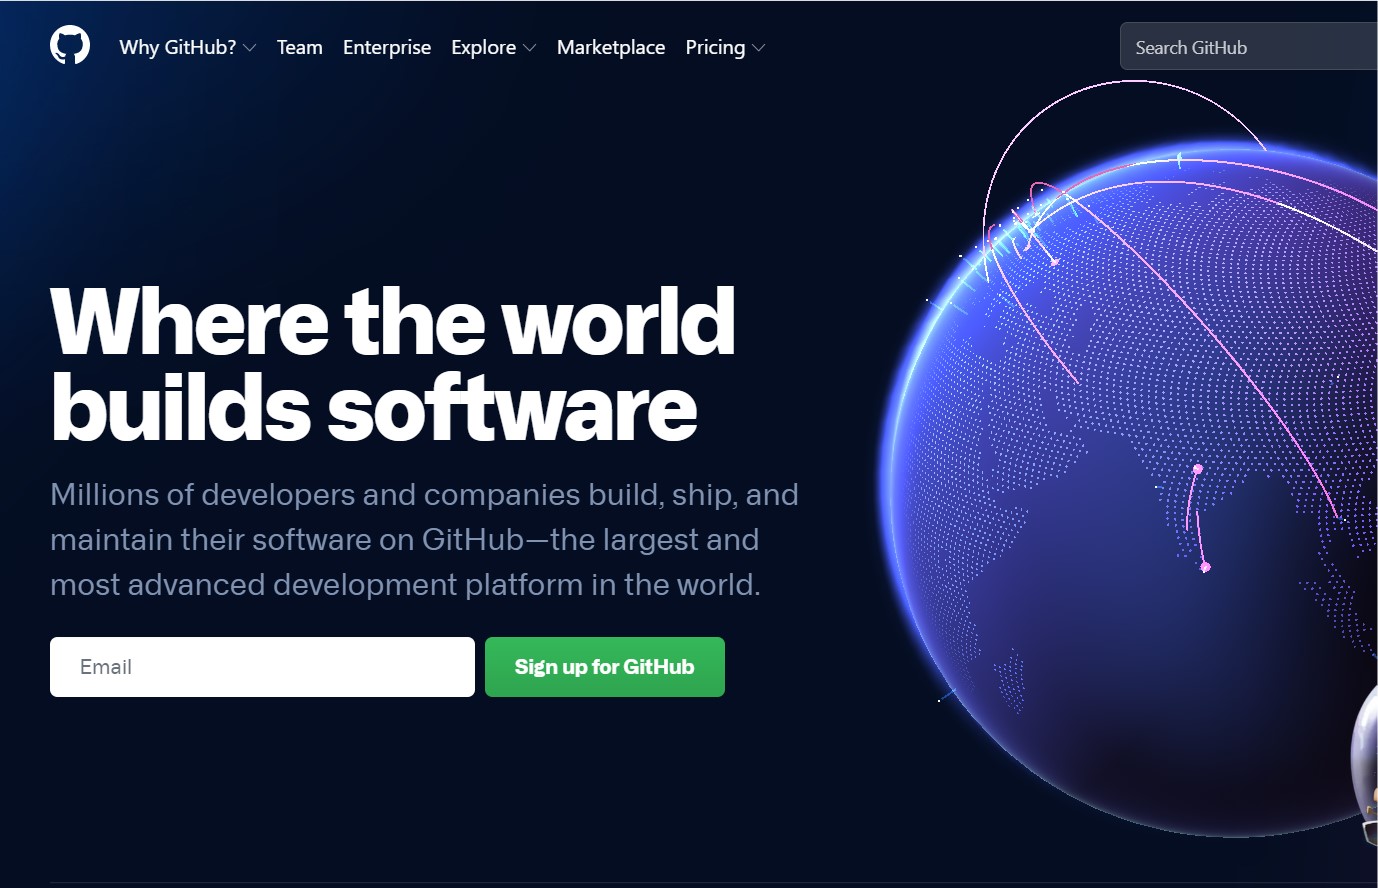 Why GitHub? Team Enterprise Explore Marketplace Pricing
Search GitHub
Where the world
builds software
Millions of developers and companies build, ship, and
maintain their software on GitHub—the largest and
most advanced development platform in the world.
Email
Sign up for GitHub